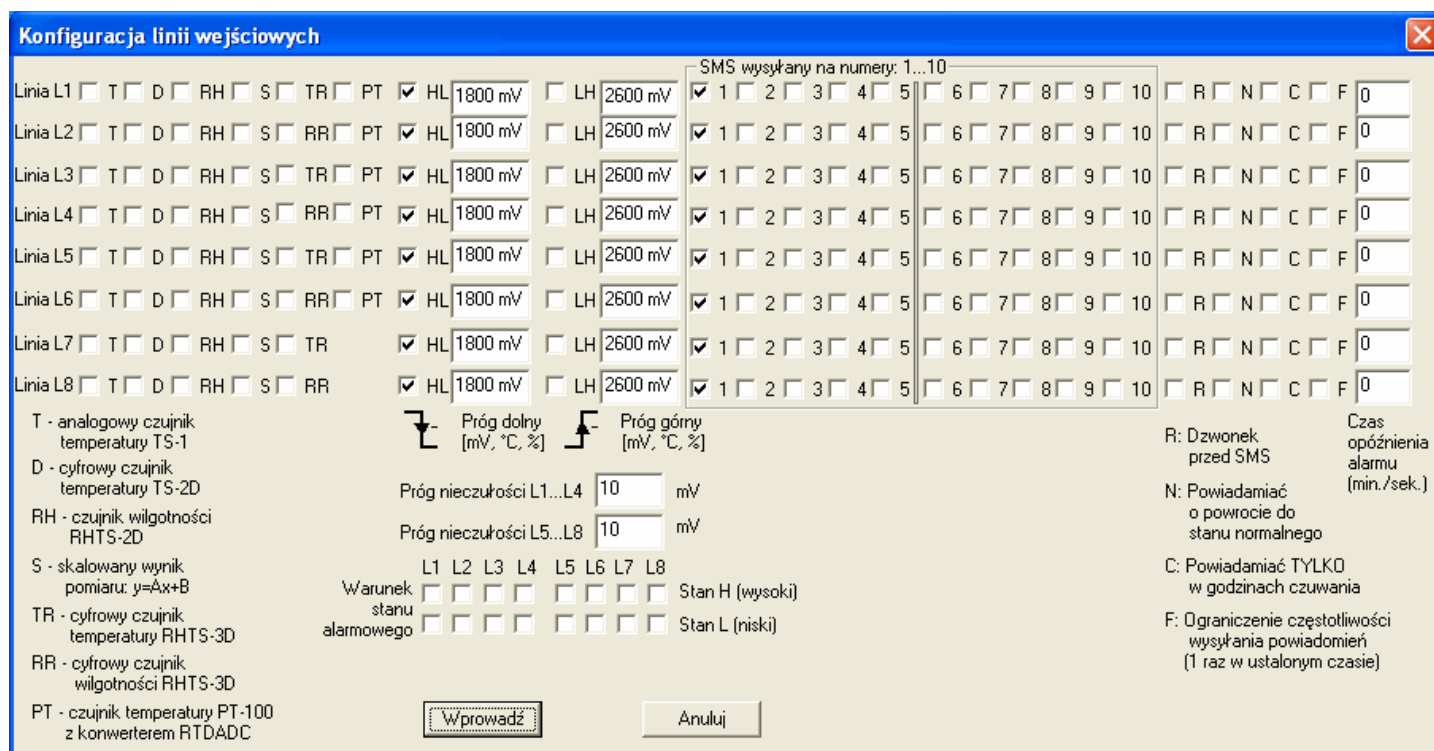 Konfiguracja linii wejściowych
SMS wysyłany na numery: 1...10
Linia L1 T D RH S TR PT HL 1800 mV LH 2600 mV 1 2 3 4 5 6 7 8 9 10 R N C F 0
Linia L2 T D RH S RR PT HL 1800 mV LH 2600 mV 1 2 3 4 5 6 7 8 9 10 R N C F 0
Linia L3 T D RH S TR PT HL 1800 mV LH 2600 mV 1 2 3 4 5 6 7 8 9 10 R N C F 0
Linia L4 T D RH S RR PT HL 1800 mV LH 2600 mV 1 2 3 4 5 6 7 8 9 10 R N C F 0
Linia L5 T D RH S TR PT HL 1800 mV LH 2600 mV 1 2 3 4 5 6 7 8 9 10 R N C F 0
Linia L6 T D RH S RR PT HL 1800 mV LH 2600 mV 1 2 3 4 5 6 7 8 9 10 R N C F 0
Linia L7 T D RH S TR HL 1800 mV LH 2600 mV 1 2 3 4 5 6 7 8 9 10 R N C F 0
Linia L8 T D RH S RR HL 1800 mV LH 2600 mV 1 2 3 4 5 6 7 8 9 10 R N C F 0
T - analogowy czujnik
temperatury TS-1
D - cyfrowy czujnik
temperatury TS-2D
RH - czujnik wilgotności
RHTS-2D
S - skalowany wynik
pomiaru: y=Ax+B
TR - cyfrowy czujnik
temperatury RHTS-3D
RR - cyfrowy czujnik
wilgotności RHTS-3D
PT - czujnik temperatury PT-100
z konwerterem RTDADC
Próg dolny
[mV, °C, %]
Próg górny
[mV, °C, %]
Próg nieczułości L1...L4 10 mV
Próg nieczułości L5...L8 10 mV
L1 L2 L3 L4 L5 L6 L7 L8
Warunek
stanu
alarmowego
Stan H (wysoki)
Stan L (niski)
Wprowadź
Anuluj
R: Dzwonek
przed SMS
N: Powiadamiać
o powrocie do
stanu normalnego
C: Powiadamiać TYLKO
w godzinach czuwania
F: Ograniczenie częstotliwości
wysyłania powiadomień
(1 raz w ustalonym czasie)
Czas
opóźnienia
alarmu
(min./sek.)